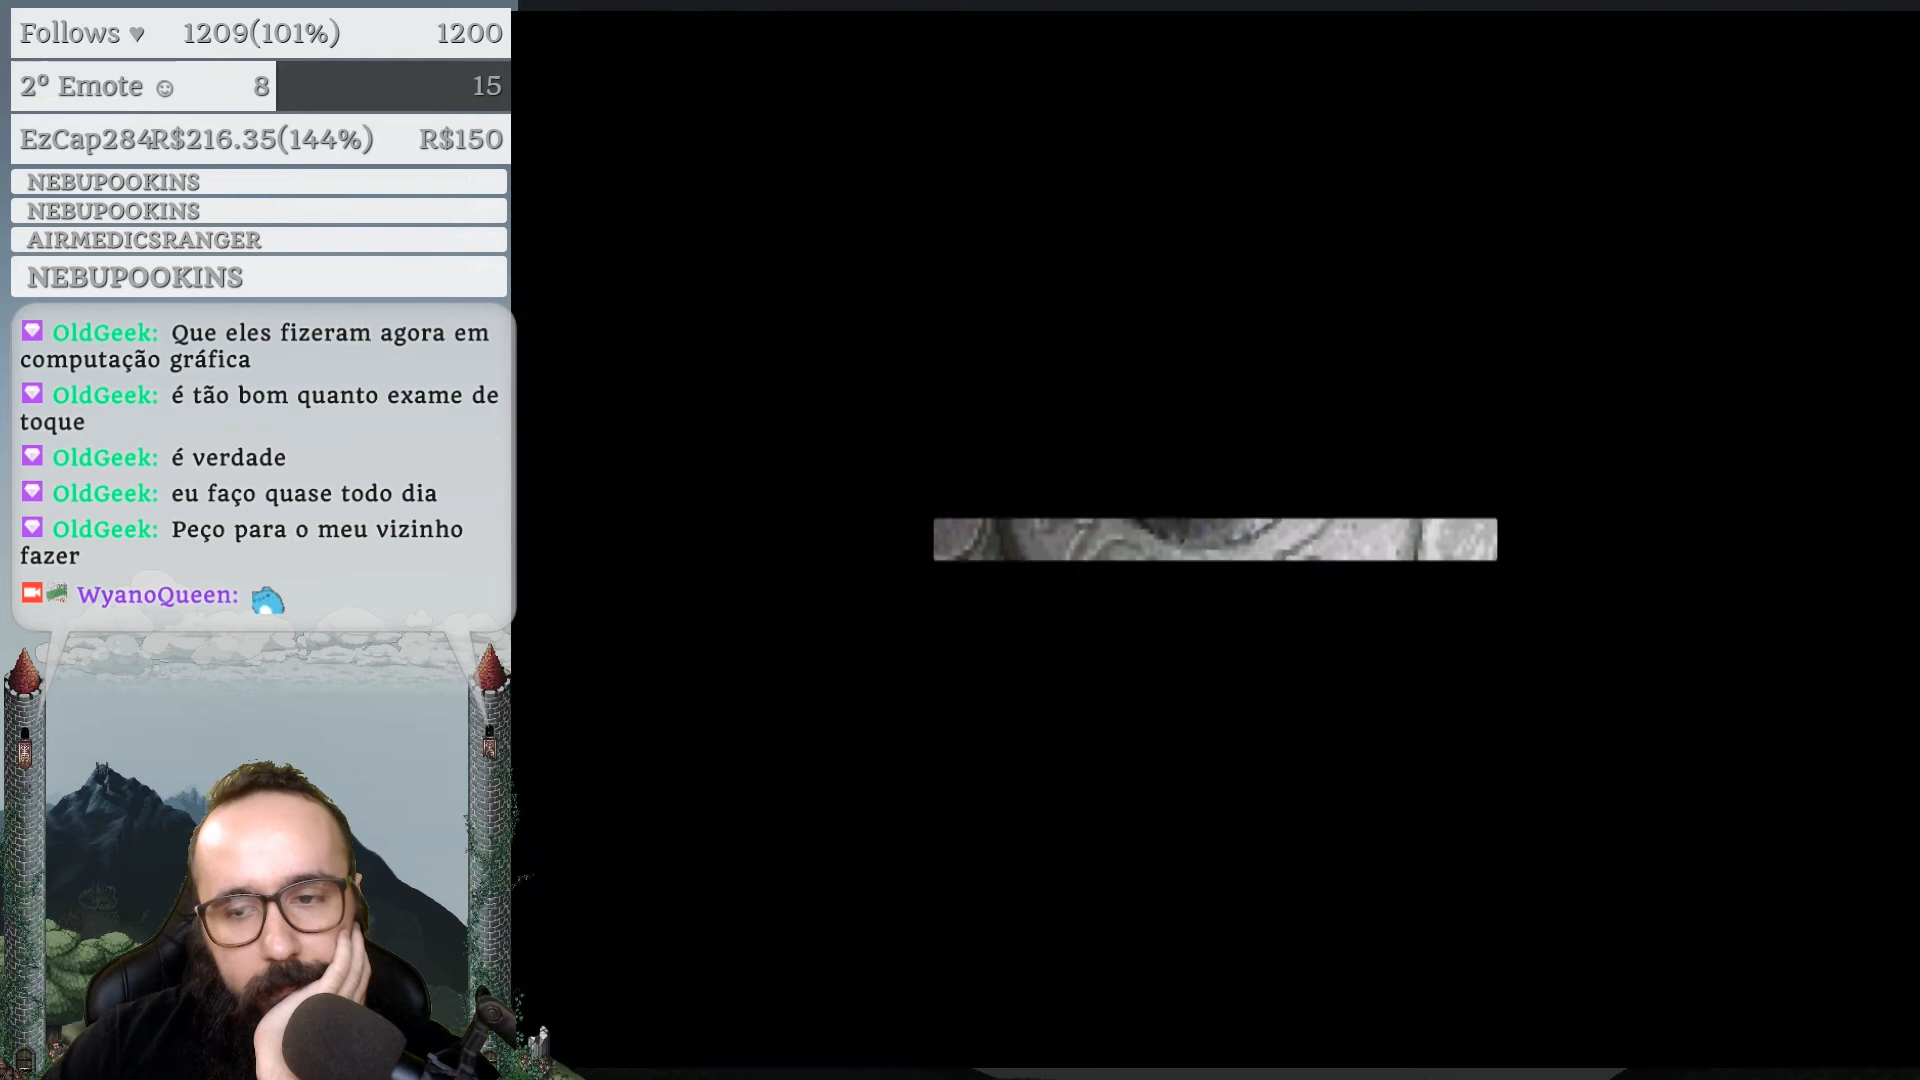 Follows ♥ 1209(101%) 1200
2º Emote ☺ 8 15
EzCap284R$216.35(144%) R$150
NEBUPOOKINS
NEBUPOOKINS
AIRMEDICSRANGER
NEBUPOOKINS
OldGeek: Que eles fizeram agora em
computação gráfica
OldGeek: é tão bom quanto exame de
toque
OldGeek: é verdade
OldGeek: eu faço quase todo dia
OldGeek: Peço para o meu vizinho
fazer
WyanoQueen: